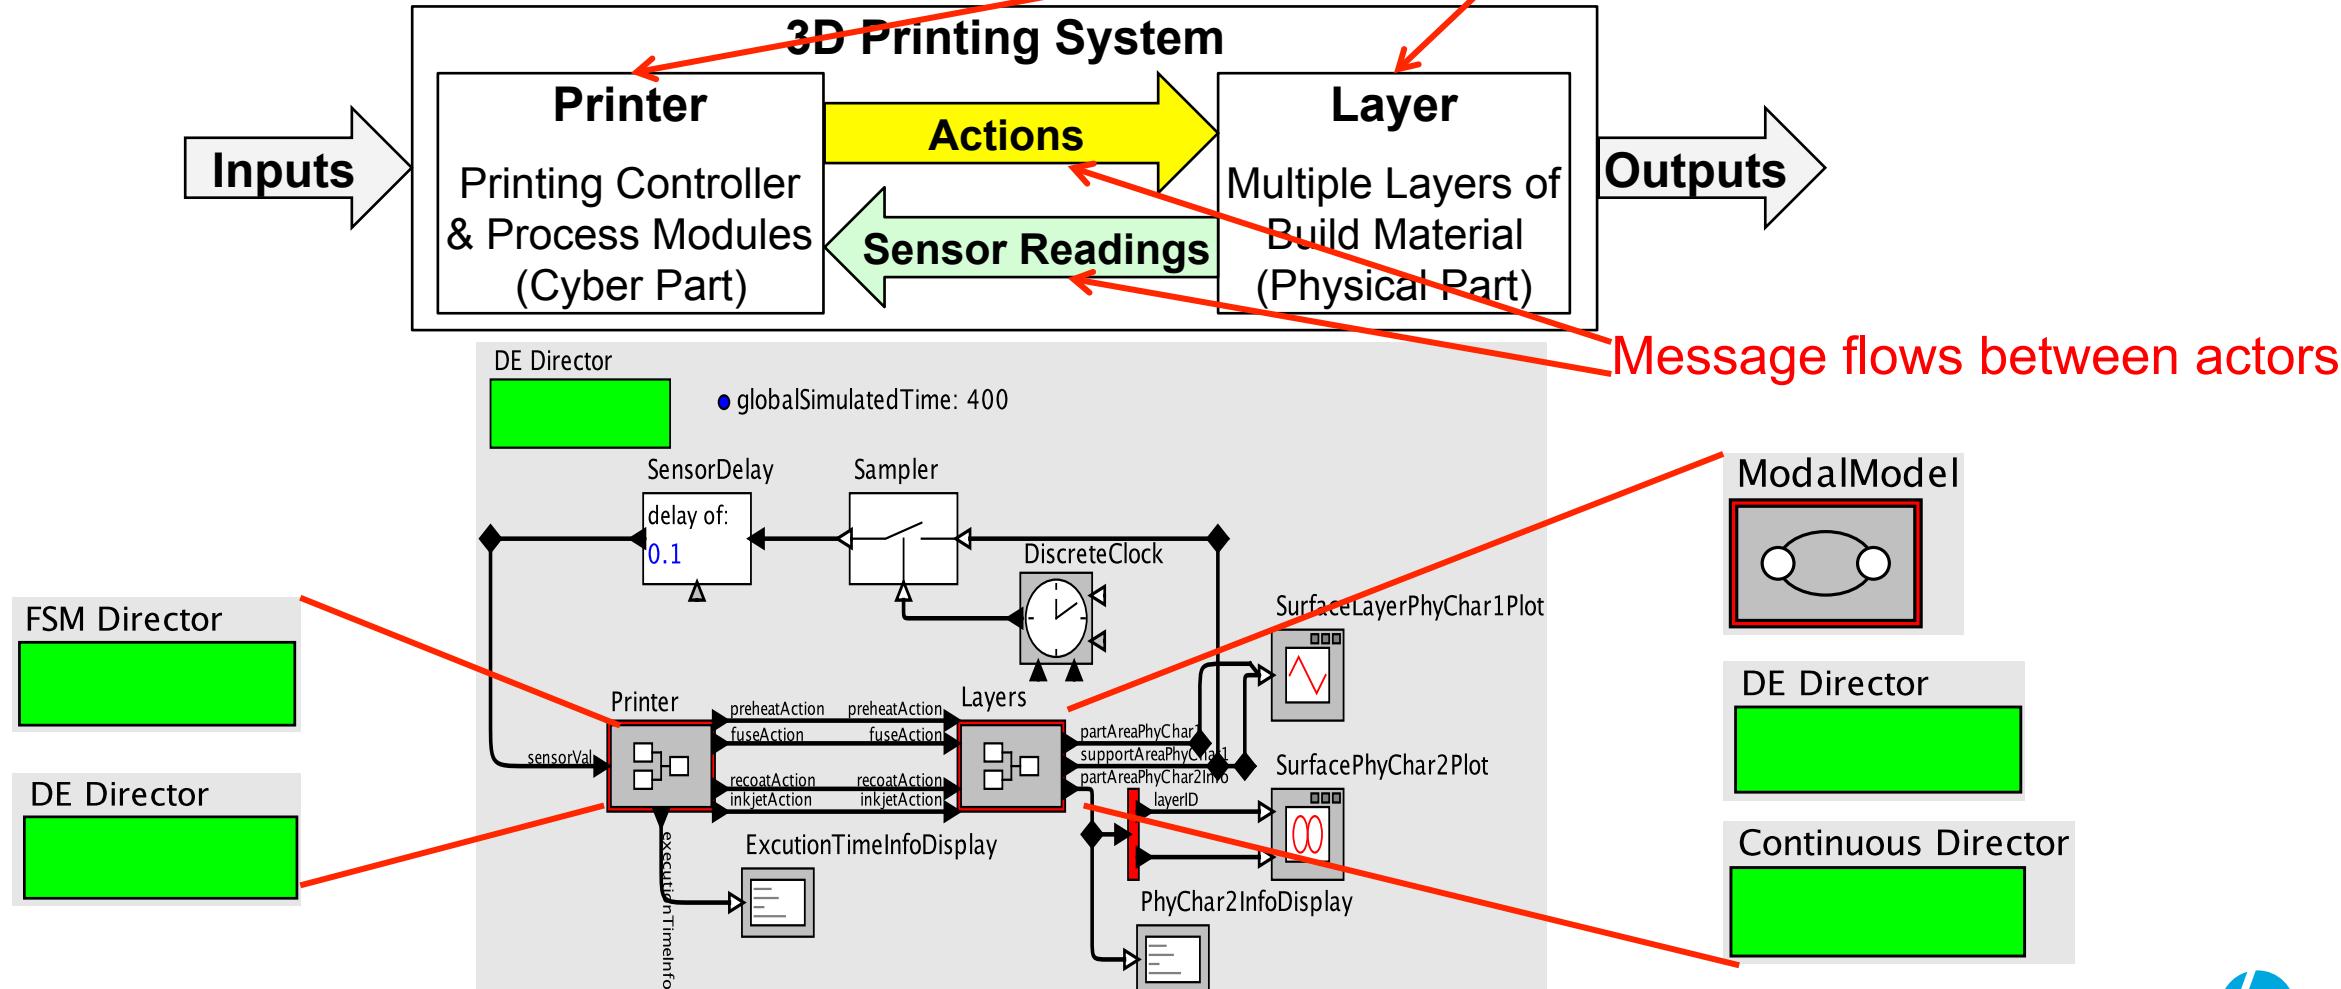 3D Printing System
Inputs
Printer
Printing Controller
& Process Modules
(Cyber Part)
Actions
Sensor Readings
Layer
Multiple Layers of
Build Material
(Physical Part)
Outputs
Message flows between actors
DE Director
globalSimulatedTime: 400
SensorDelay
delay of:
0.1
Sampler
DiscreteClock
SurfaceLayerPhyChar1Plot
Printer
sensorVal
preheatAction
fuseAction
recoatAction
inkjetAction
preheatAction
fuseAction
recoatAction
inkjetAction
Layers
partAreaPhyChar1
supportAreaPhyChar1
partAreaPhyChar2Info
layerID
SurfacePhyChar2Plot
executionTimeInfo
ExcutionTimeInfoDisplay
PhyChar2InfoDisplay
FSM Director
DE Director
ModalModel
DE Director
Continuous Director